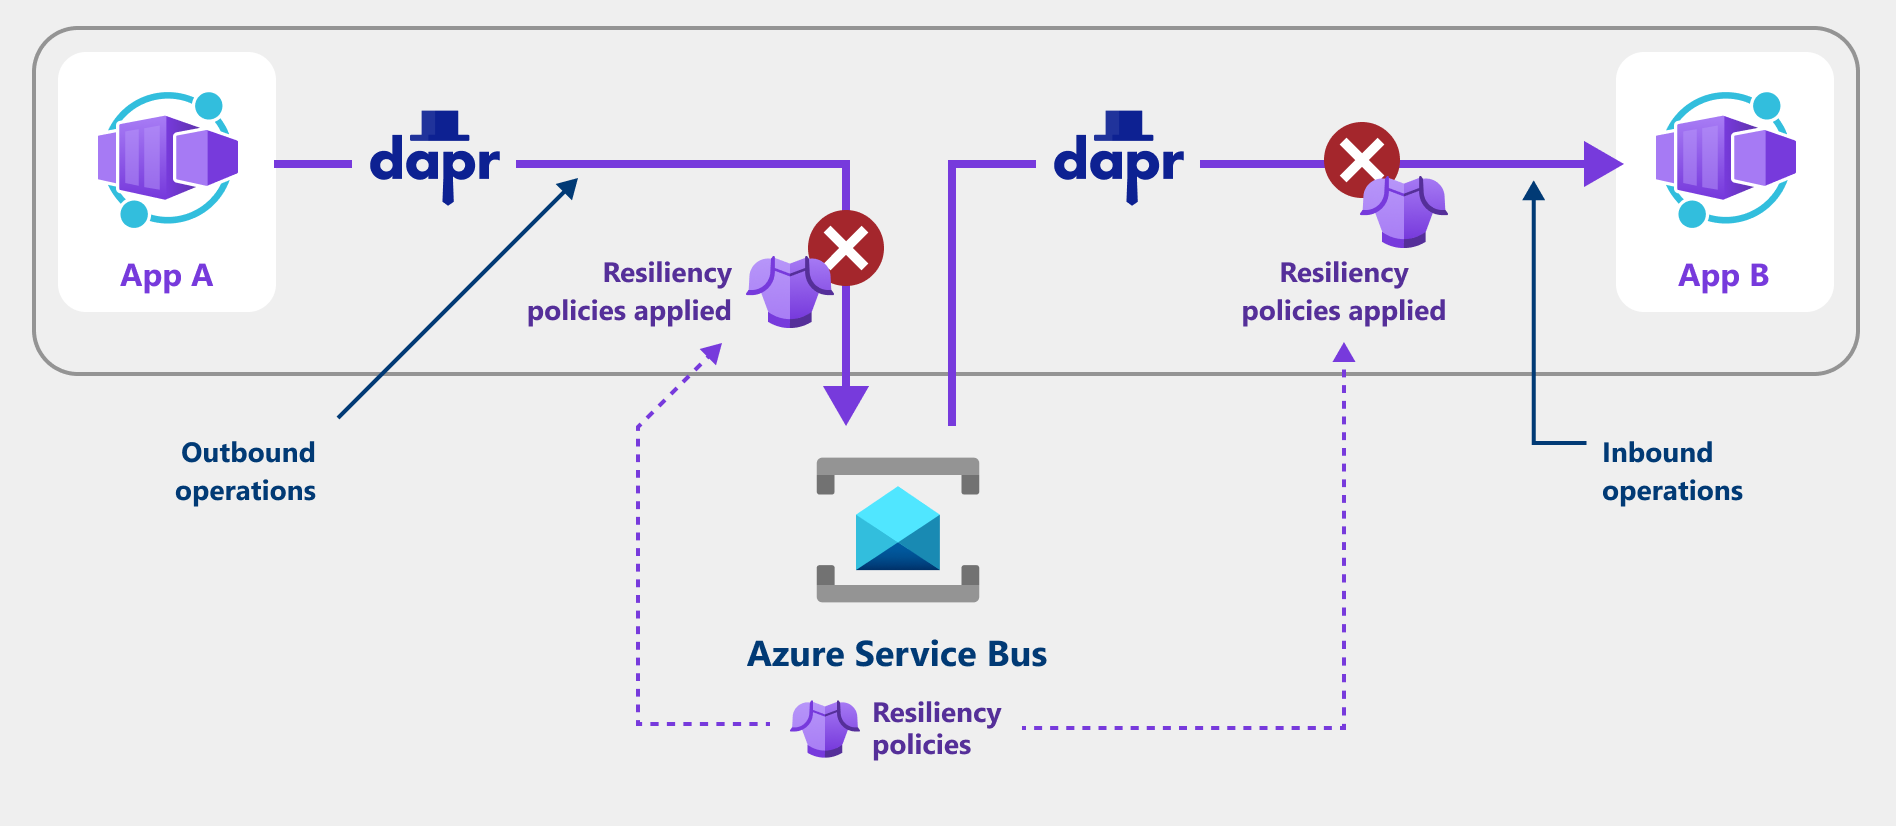 dapr
dapr
App A
Resiliency
policies applied
Resiliency
policies applied
App B
Outbound
operations
Inbound
operations
Azure Service Bus
Resiliency
policies